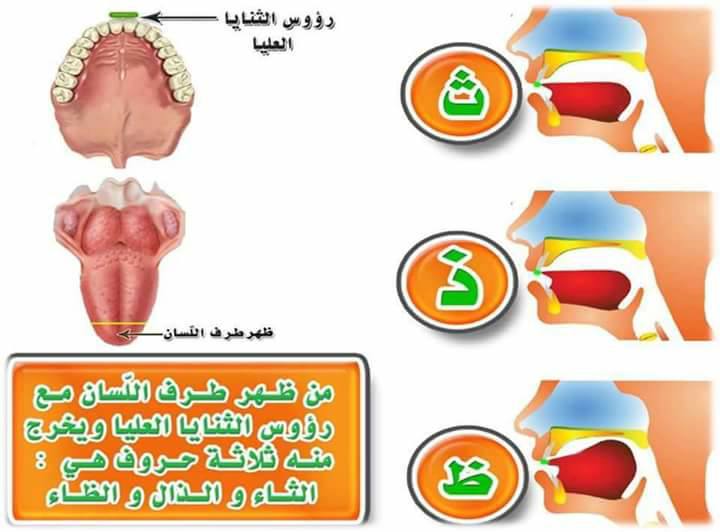 رؤوس الثنايا
العليا
ث
ذ
ظ
ظهر طرف اللّسان
من ظهر طرف اللّسان مع
رؤوس الثنايا العليا ويخرج
منه ثلاثة حروف هي :
الثاء و الذال و الظاء